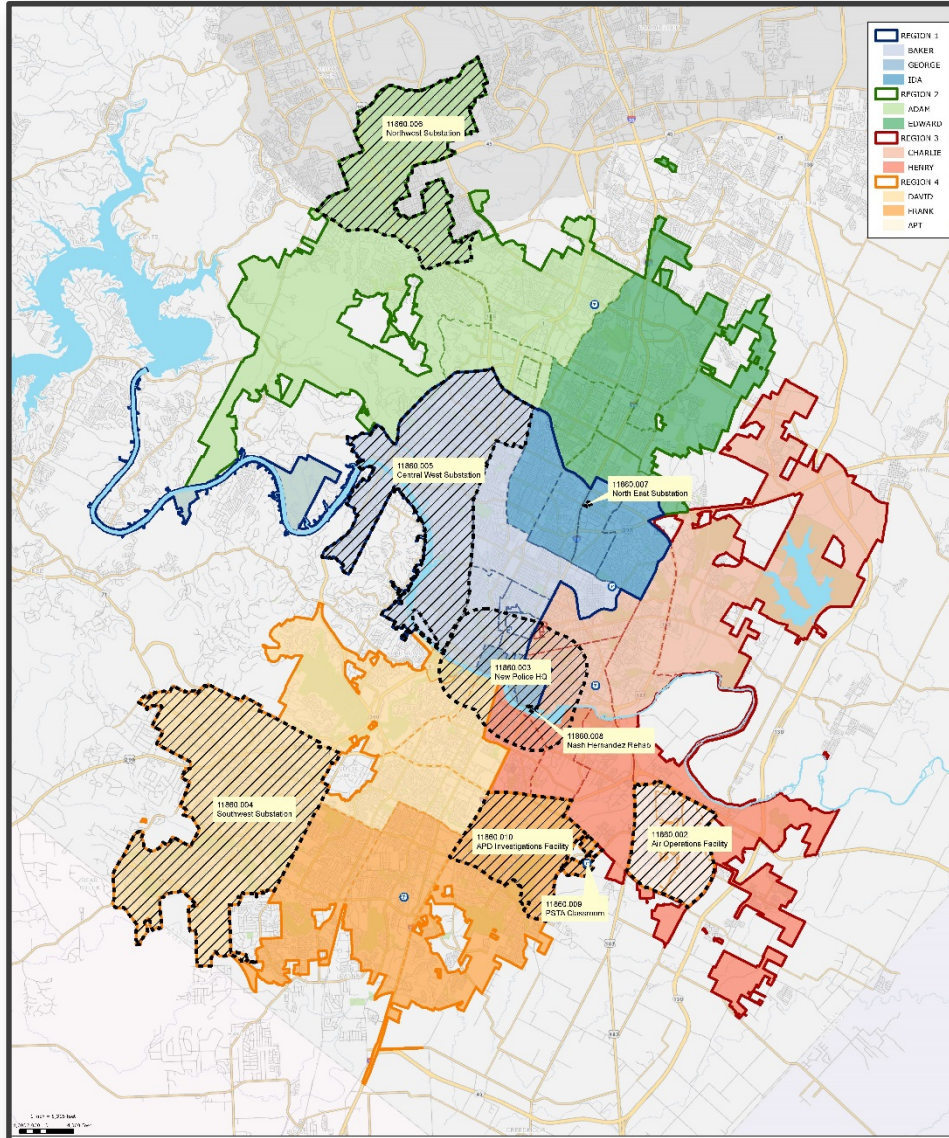 REGION 1
BAKER
GEORGE
IDA
REGION 2
ADAM
EDWARD
REGION 3
CHARLIE
HENRY
REGION 4
DAVID
FRANK
APT
11860.006
Northwest Substation
11860.005
Central West Substation
11860.007
North East Substation
11860.003
New Police HQ
11860.008
Nash Hernandez Rehab
11860.004
Southwest Substation
11860.010
APD Investigations Facility
11860.002
Air Operations Facility
11860.009
PSTA Classroom